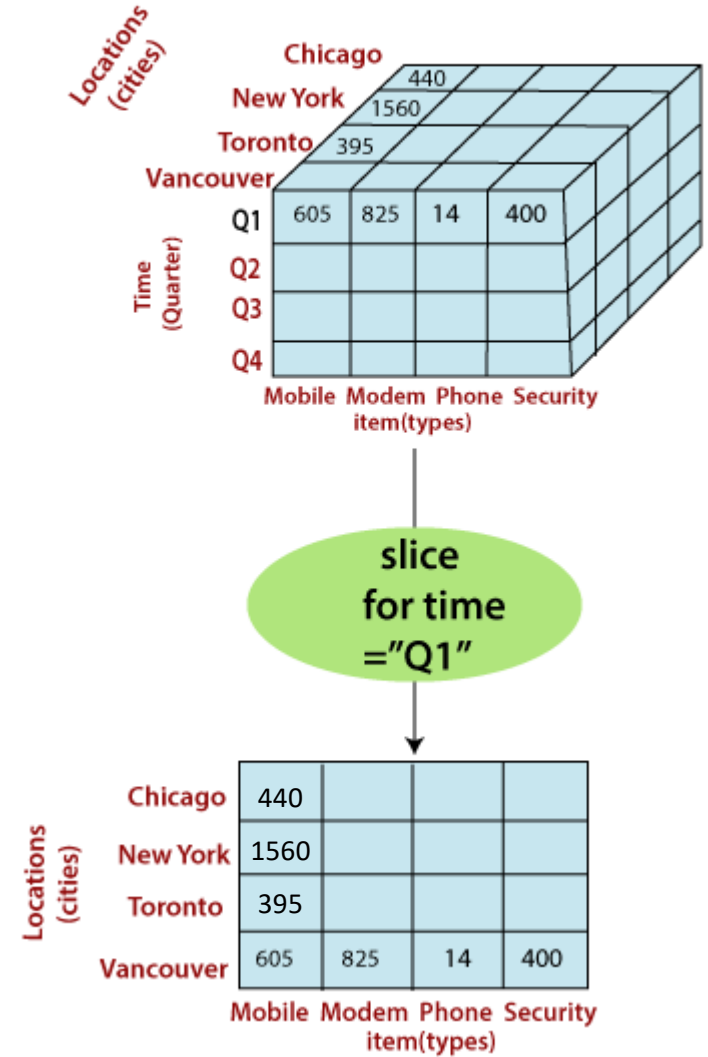 Locations
(cities)
Chicago
440
New York
1560
Toronto
395
Vancouver
Time
(Quarter)
Q1 605 825 14 400
Q2
Q3
Q4
Mobile Modem Phone Security
item(types)
slice
for time
="Q1"
Locations
(cities)
Chicago 440
New York 1560
Toronto 395
Vancouver 605 825 14 400
Mobile Modem Phone Security
item(types)